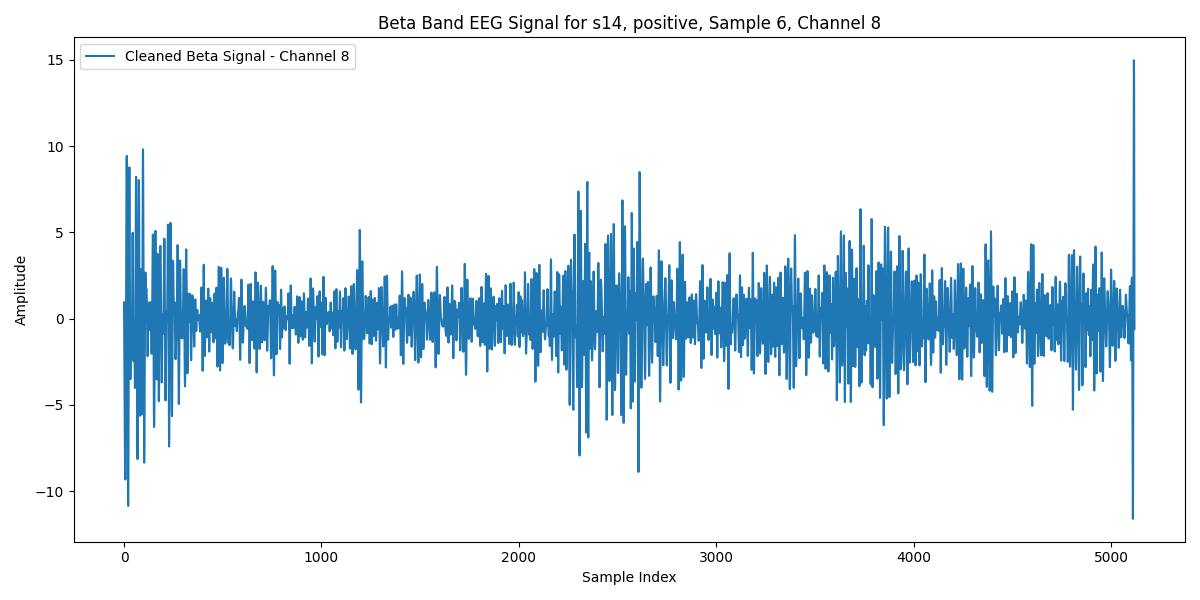 Beta Band EEG Signal for s14, positive, Sample 6, Channel 8
Cleaned Beta Signal - Channel 8
15
10
5
0
−5
−10
Amplitude
0 1000 2000 3000 4000 5000
Sample Index